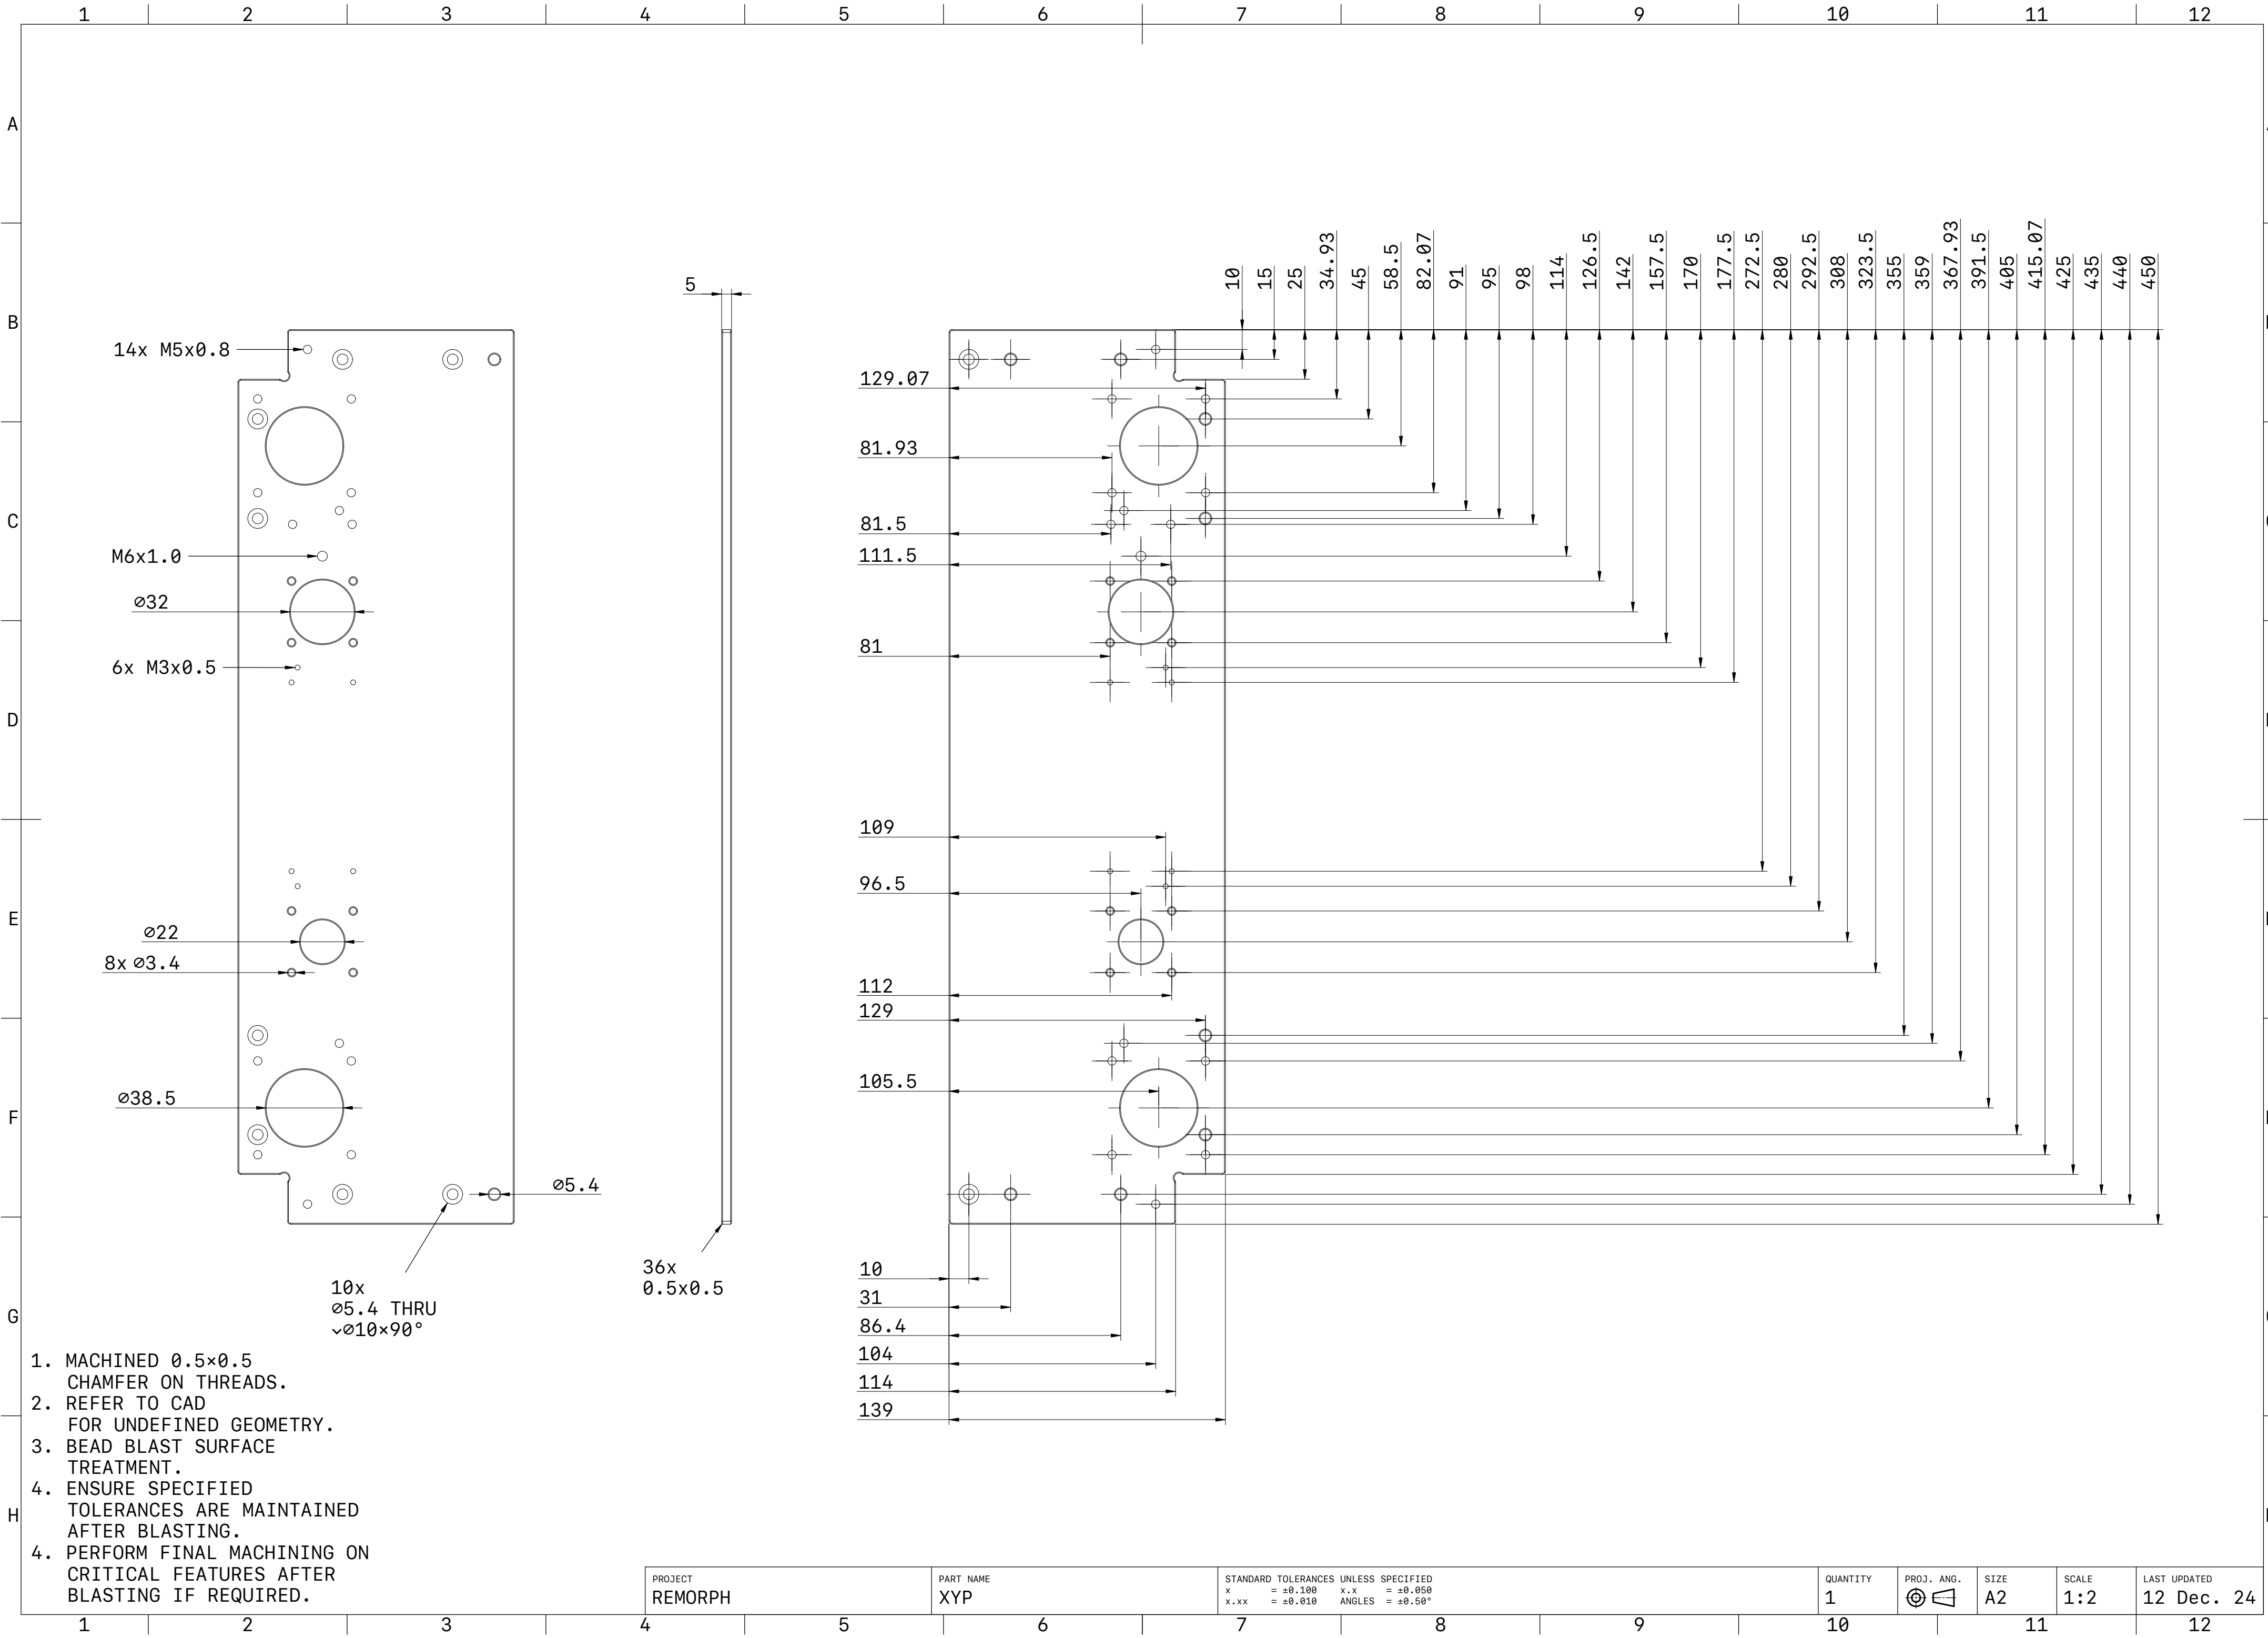 1 2 3 4 5 6 7 8 9 10 11 12
A
B
C
D
E
F
G
H
14x M5x0.8
M6x1.0
⌀32
6x M3x0.5
⌀22
8x ⌀3.4
⌀38.5
⌀5.4
10x
⌀5.4 THRU
⌵⌀10×90°
5
36x
0.5x0.5
10
15
25
34.93
45
58.5
82.07
91
95
98
114
126.5
142
157.5
170
177.5
272.5
280
292.5
308
323.5
355
359
367.93
391.5
405
415.07
425
435
440
450
129.07
81.93
81.5
111.5
81
109
96.5
112
129
105.5
10
31
86.4
104
114
139
1. MACHINED 0.5×0.5
CHAMFER ON THREADS.
2. REFER TO CAD
FOR UNDEFINED GEOMETRY.
3. BEAD BLAST SURFACE
TREATMENT.
4. ENSURE SPECIFIED
TOLERANCES ARE MAINTAINED
AFTER BLASTING.
4. PERFORM FINAL MACHINING ON
CRITICAL FEATURES AFTER
BLASTING IF REQUIRED.
PROJECT
REMORPH
PART NAME
XYP
STANDARD TOLERANCES UNLESS SPECIFIED
x = ±0.100 x.x = ±0.050
x.xx = ±0.010 ANGLES = ±0.50°
QUANTITY
1
PROJ. ANG.
SIZE
A2
SCALE
1:2
LAST UPDATED
12 Dec. 24
1 2 3 4 5 6 7 8 9 10 11 12